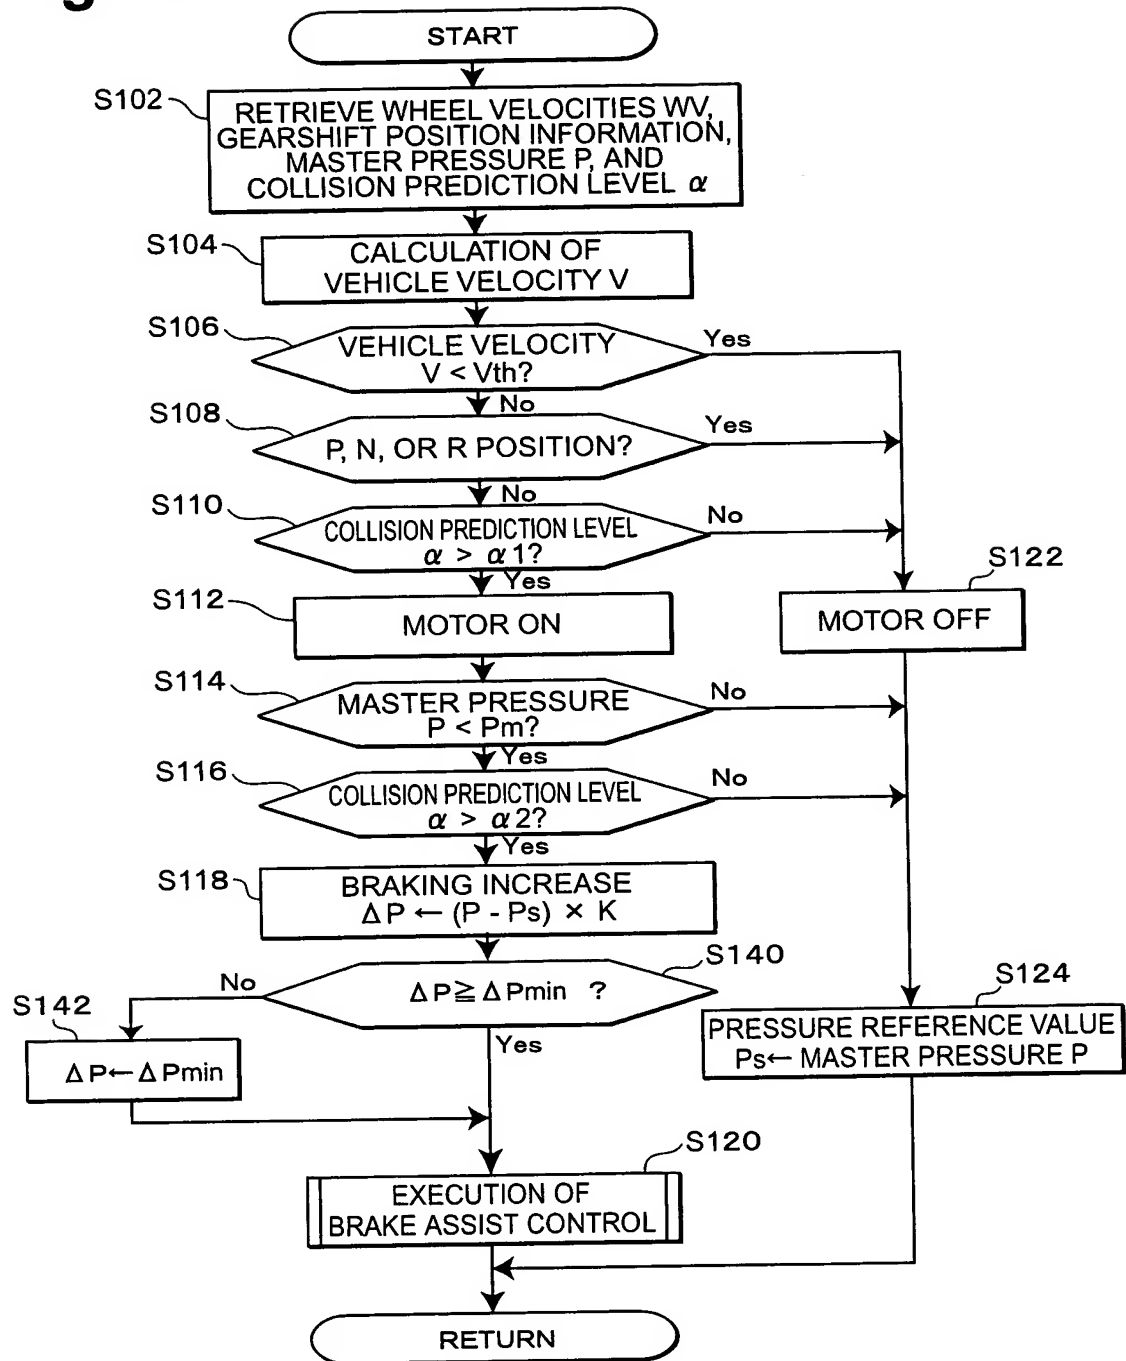 START
S102
RETRIEVE WHEEL VELOCITIES WV,
GEARSHIFT POSITION INFORMATION,
MASTER PRESSURE P, AND
COLLISION PREDICTION LEVEL α
S104
CALCULATION OF
VEHICLE VELOCITY V
S106
VEHICLE VELOCITY
V < Vth?
Yes
No
S108
P, N, OR R POSITION?
Yes
No
S110
COLLISION PREDICTION LEVEL
α > α1?
No
Yes
S112
MOTOR ON
S122
MOTOR OFF
S114
MASTER PRESSURE
P < Pm?
No
Yes
S116
COLLISION PREDICTION LEVEL
α > α2?
No
Yes
S118
BRAKING INCREASE
ΔP ← (P - Ps) × K
S140
ΔP ≧ ΔPmin ?
No
Yes
S142
ΔP ← ΔPmin
S124
PRESSURE REFERENCE VALUE
Ps ← MASTER PRESSURE P
S120
EXECUTION OF
BRAKE ASSIST CONTROL
RETURN